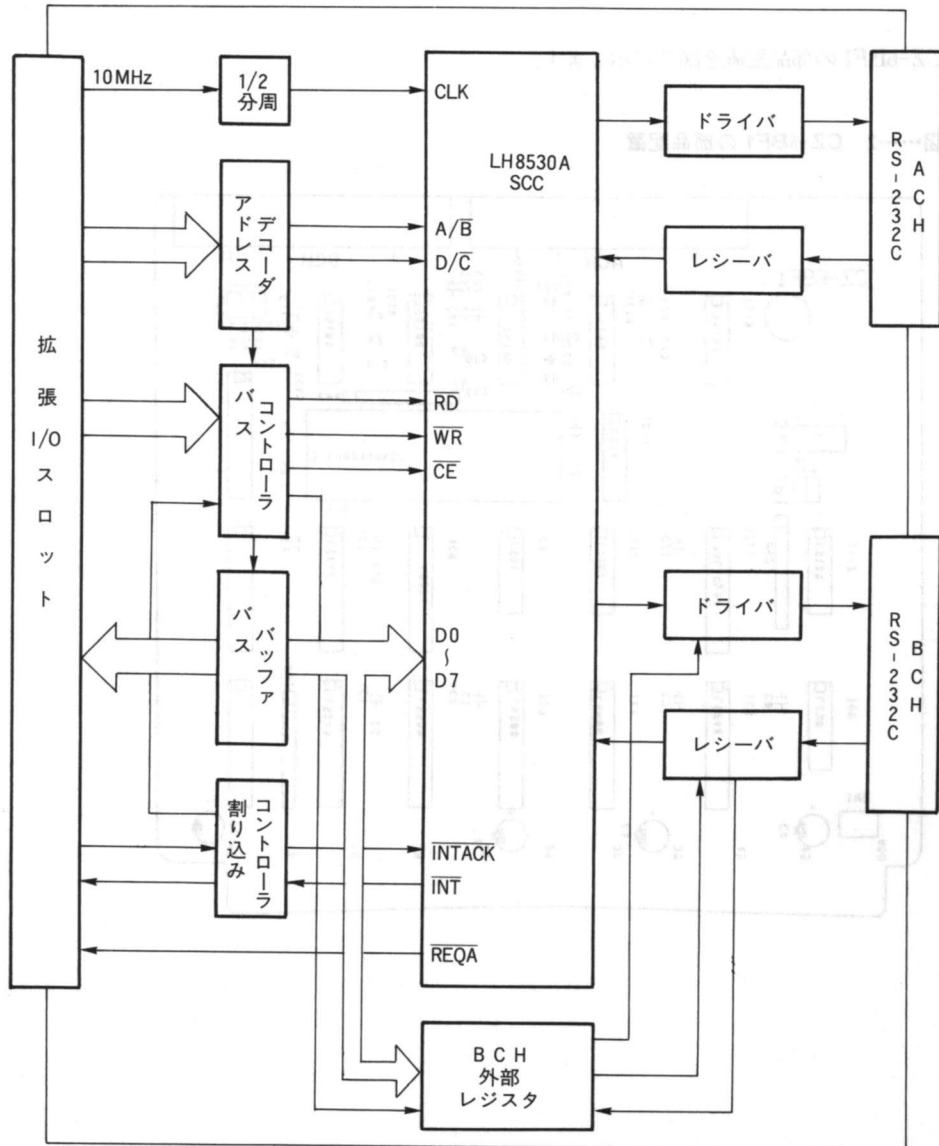 10MHz
1/2
分周
CLK
LH8530A
SCC
ドライバ
A CH
RS-232C
アドレス
デコーダ
A/B
D/C
レシーバ
拡張I/Oスロット
バス
コントローラ
RD
WR
CE
バス
バッファ
D0
〜
D7
ドライバ
B CH
RS-232C
レシーバ
割り込み
コントローラ
INTACK
INT
REQA
BCH
外部
レジスタ